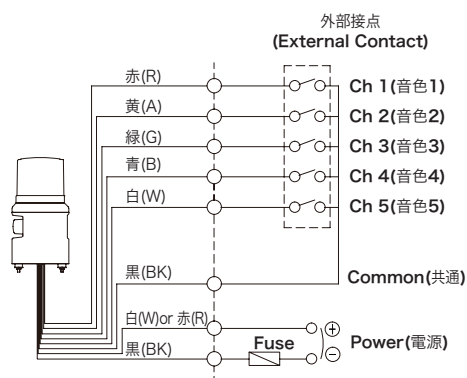 外部接点
(External Contact)
赤(R)
Ch 1(音色1)
黄(A)
Ch 2(音色2)
緑(G)
Ch 3(音色3)
青(B)
Ch 4(音色4)
白(W)
Ch 5(音色5)
黒(BK)
Common(共通)
白(W)or 赤(R)
Fuse
Power(電源)
黒(BK)